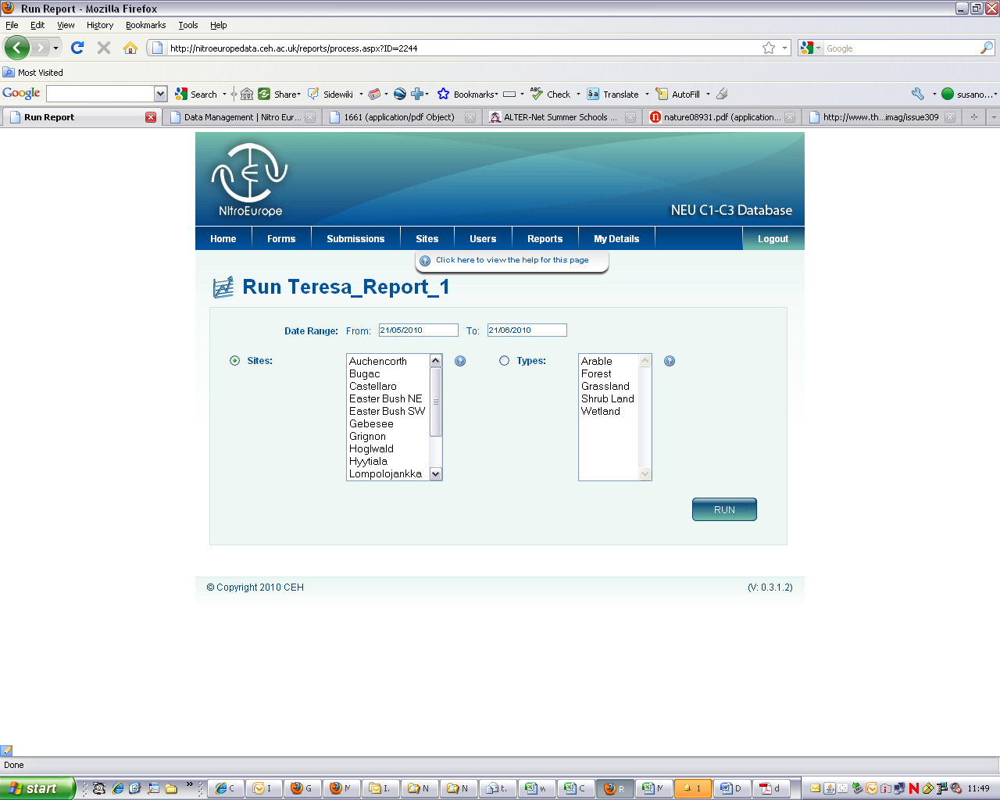 Run Report - Mozilla Firefox
File Edit View History Bookmarks Tools Help
http://nitroeuropedata.ceh.ac.uk/reports/process.aspx?ID=2244 Google
Most Visited
Google Search Share Sidewiki Bookmarks ABC Check Translate AutoFill susano...
Run Report Data Management | Nitro Eur... 1661 (application/pdf Object) ALTER-Net Summer Schools ... nature08931.pdf (application... http://www.th...imag/issue309
NitroEurope
NEU C1-C3 Database
Home Forms Submissions Sites Users Reports My Details Logout
Click here to view the help for this page
Run Teresa_Report_1
Date Range: From: 21/05/2010 To: 21/06/2010
Sites:
Auchencorth
Bugac
Castellaro
Easter Bush NE
Easter Bush SW
Gebesee
Grignon
Hoglwald
Hyytiala
Lompolojankka
Types:
Arable
Forest
Grassland
Shrub Land
Wetland
RUN
© Copyright 2010 CEH (V: 0.3.1.2)
Done
start C I G M I. N N t. w C R M 1 D d 11:49